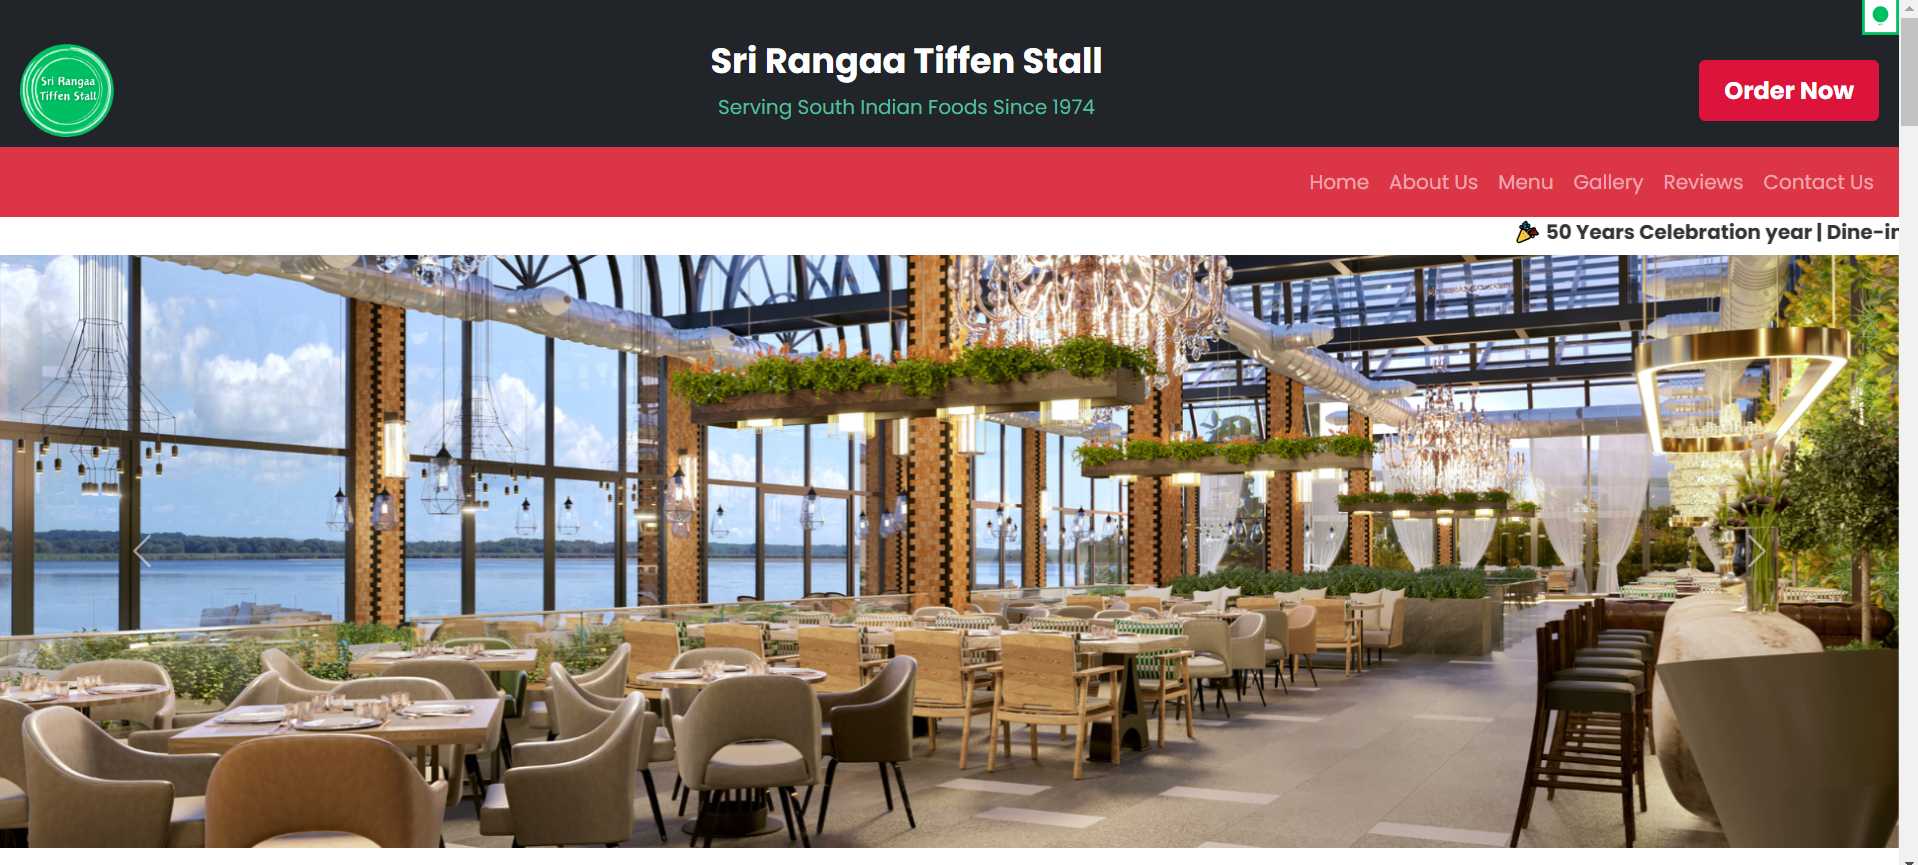 Sri Rangaa
Tiffen Stall
Sri Rangaa Tiffen Stall
Serving South Indian Foods Since 1974
Order Now
Home About Us Menu Gallery Reviews Contact Us
🎉 50 Years Celebration year | Dine-in